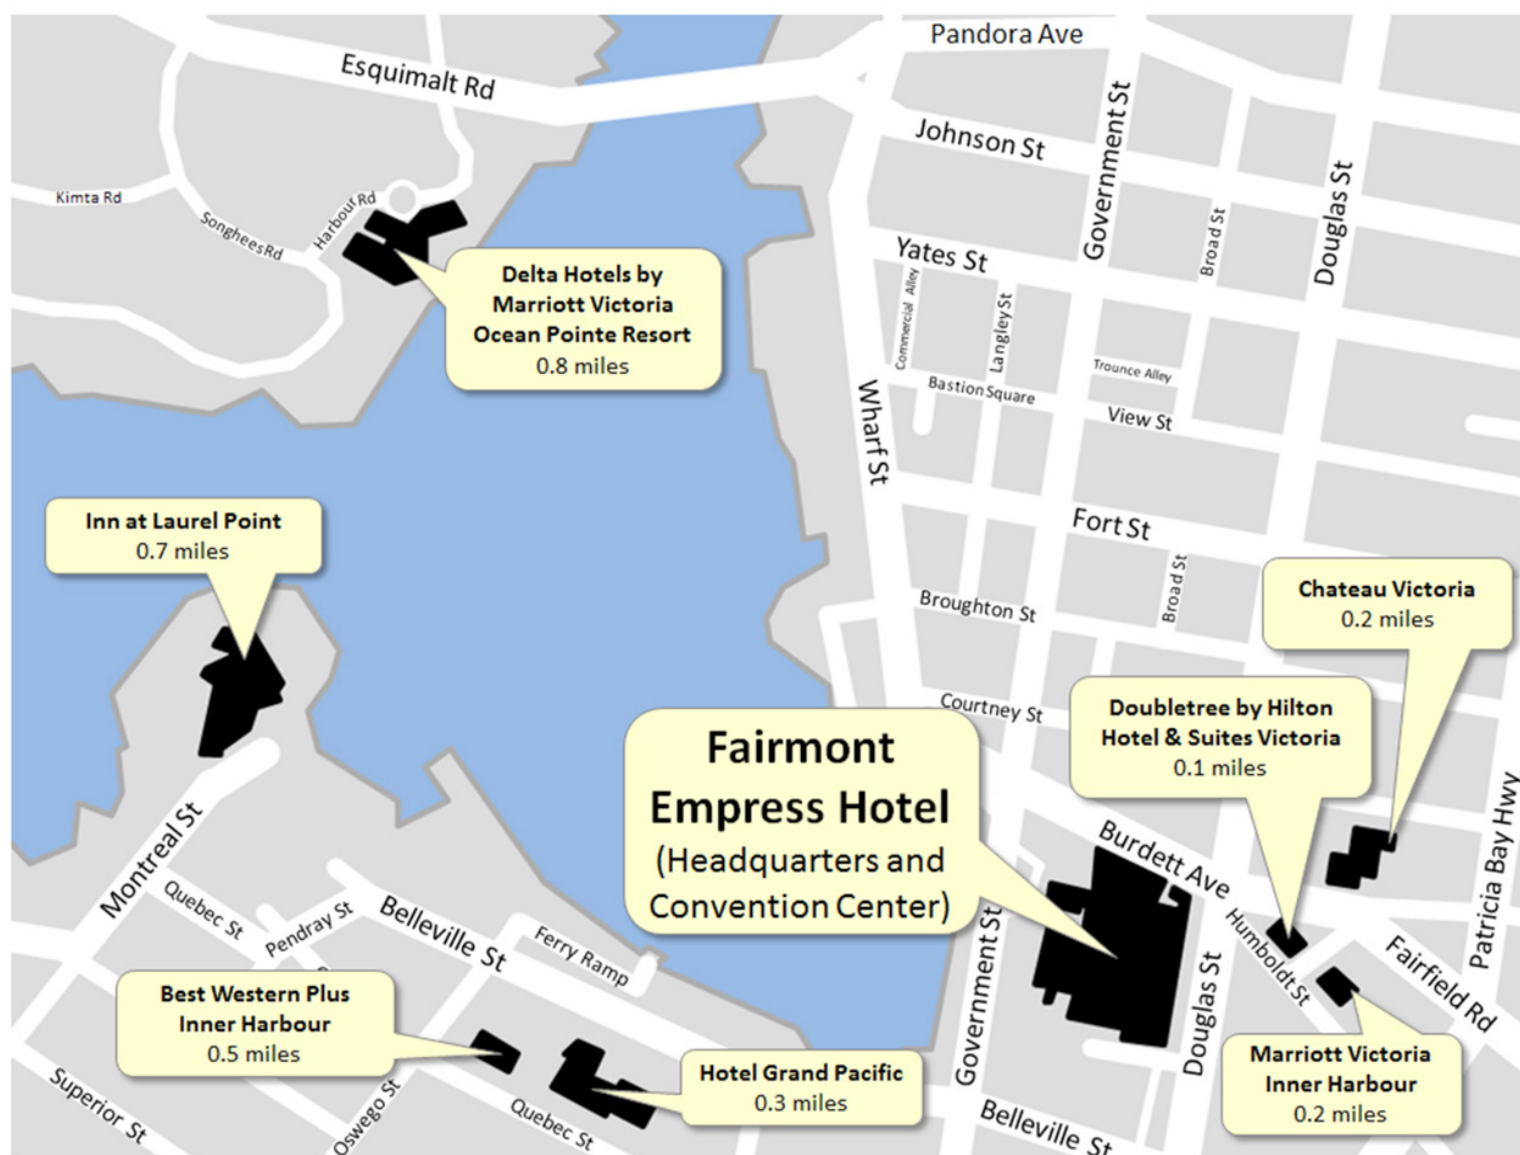 Pandora Ave
Esquimalt Rd
Johnson St
Government St
Douglas St
Broad St
Kimta Rd
Songhees Rd
Harbour Rd
Yates St
Commercial Alley
Langley St
Trounce Alley
Bastion Square
View St
Wharf St
Delta Hotels by
Marriott Victoria
Ocean Pointe Resort
0.8 miles
Inn at Laurel Point
0.7 miles
Fort St
Broad St
Broughton St
Chateau Victoria
0.2 miles
Courtney St
Doubletree by Hilton
Hotel & Suites Victoria
0.1 miles
Fairmont
Empress Hotel
(Headquarters and
Convention Center)
Burdett Ave
Patricia Bay Hwy
Montreal St
Quebec St
Pendray St
Belleville St
Ferry Ramp
Government St
Humboldt St
Douglas St
Fairfield Rd
Best Western Plus
Inner Harbour
0.5 miles
Hotel Grand Pacific
0.3 miles
Marriott Victoria
Inner Harbour
0.2 miles
Superior St
Oswego St
Quebec St
Belleville St